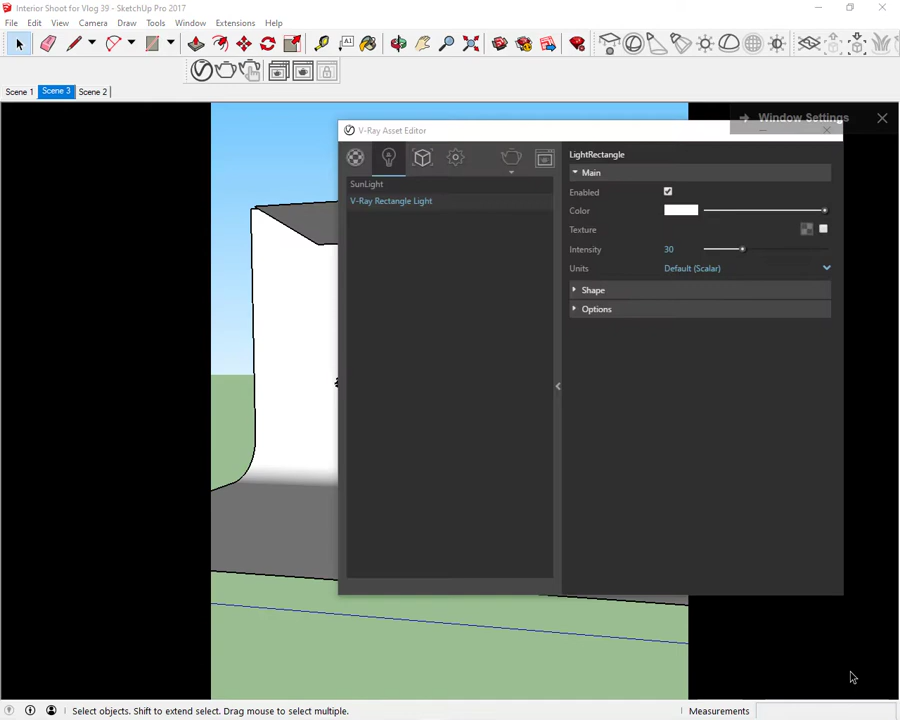 Interior Shoot for Vlog 39 - SketchUp Pro 2017
File Edit View Camera Draw Tools Window Extensions Help
Scene 1 Scene 3 Scene 2
Window Settings
V-Ray Asset Editor
SunLight
V-Ray Rectangle Light
LightRectangle
Main
Enabled
Color
Texture
Intensity 30
Units Default (Scalar)
Shape
Options
Select objects. Shift to extend select. Drag mouse to select multiple. Measurements